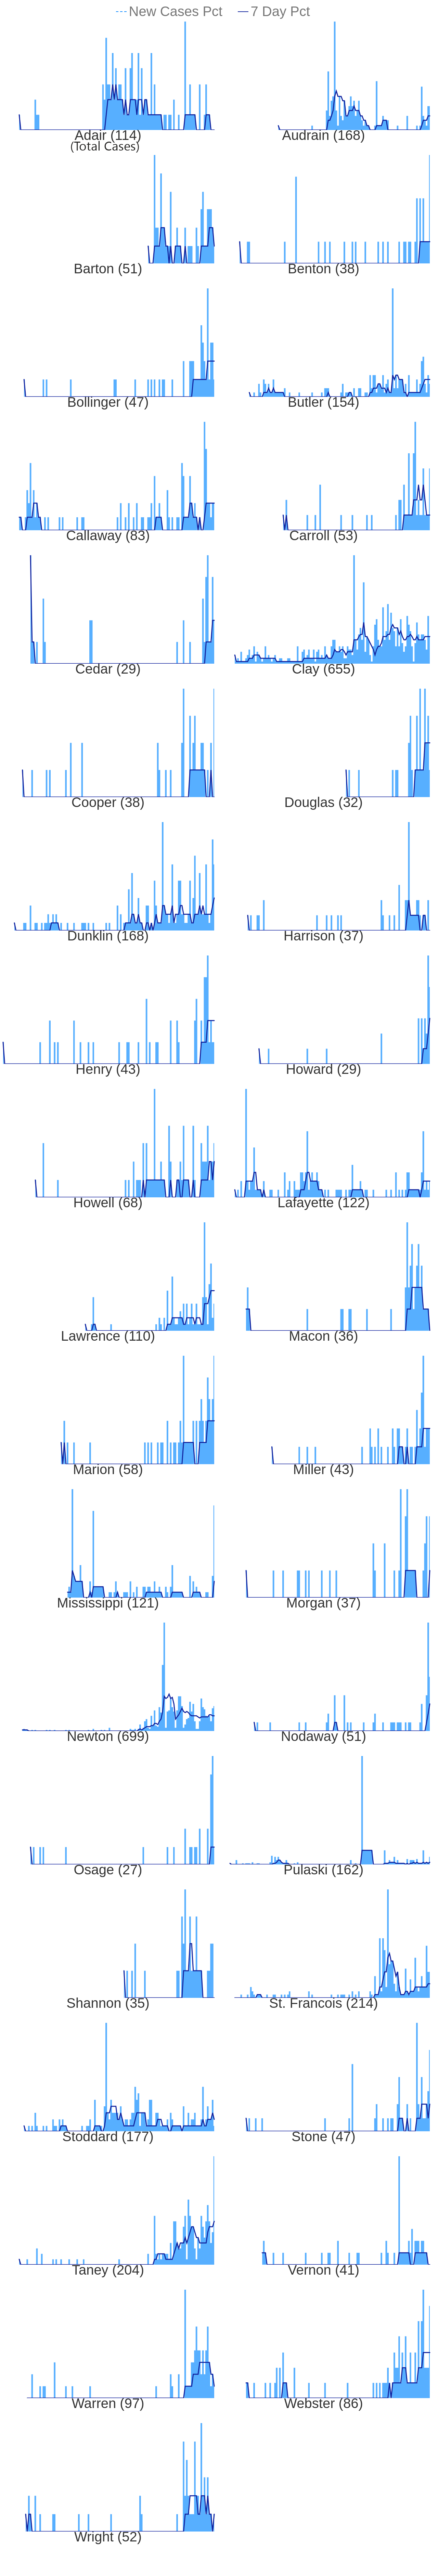 New Cases Pct 7 Day Pct
Adair (114) Audrain (168)
(Total Cases)
Barton (51) Benton (38)
Bollinger (47) Butler (154)
Callaway (83) Carroll (53)
Cedar (29) Clay (655)
Cooper (38) Douglas (32)
Dunklin (168) Harrison (37)
Henry (43) Howard (29)
Howell (68) Lafayette (122)
Lawrence (110) Macon (36)
Marion (58) Miller (43)
Mississippi (121) Morgan (37)
Newton (699) Nodaway (51)
Osage (27) Pulaski (162)
Shannon (35) St. Francois (214)
Stoddard (177) Stone (47)
Taney (204) Vernon (41)
Warren (97) Webster (86)
Wright (52)